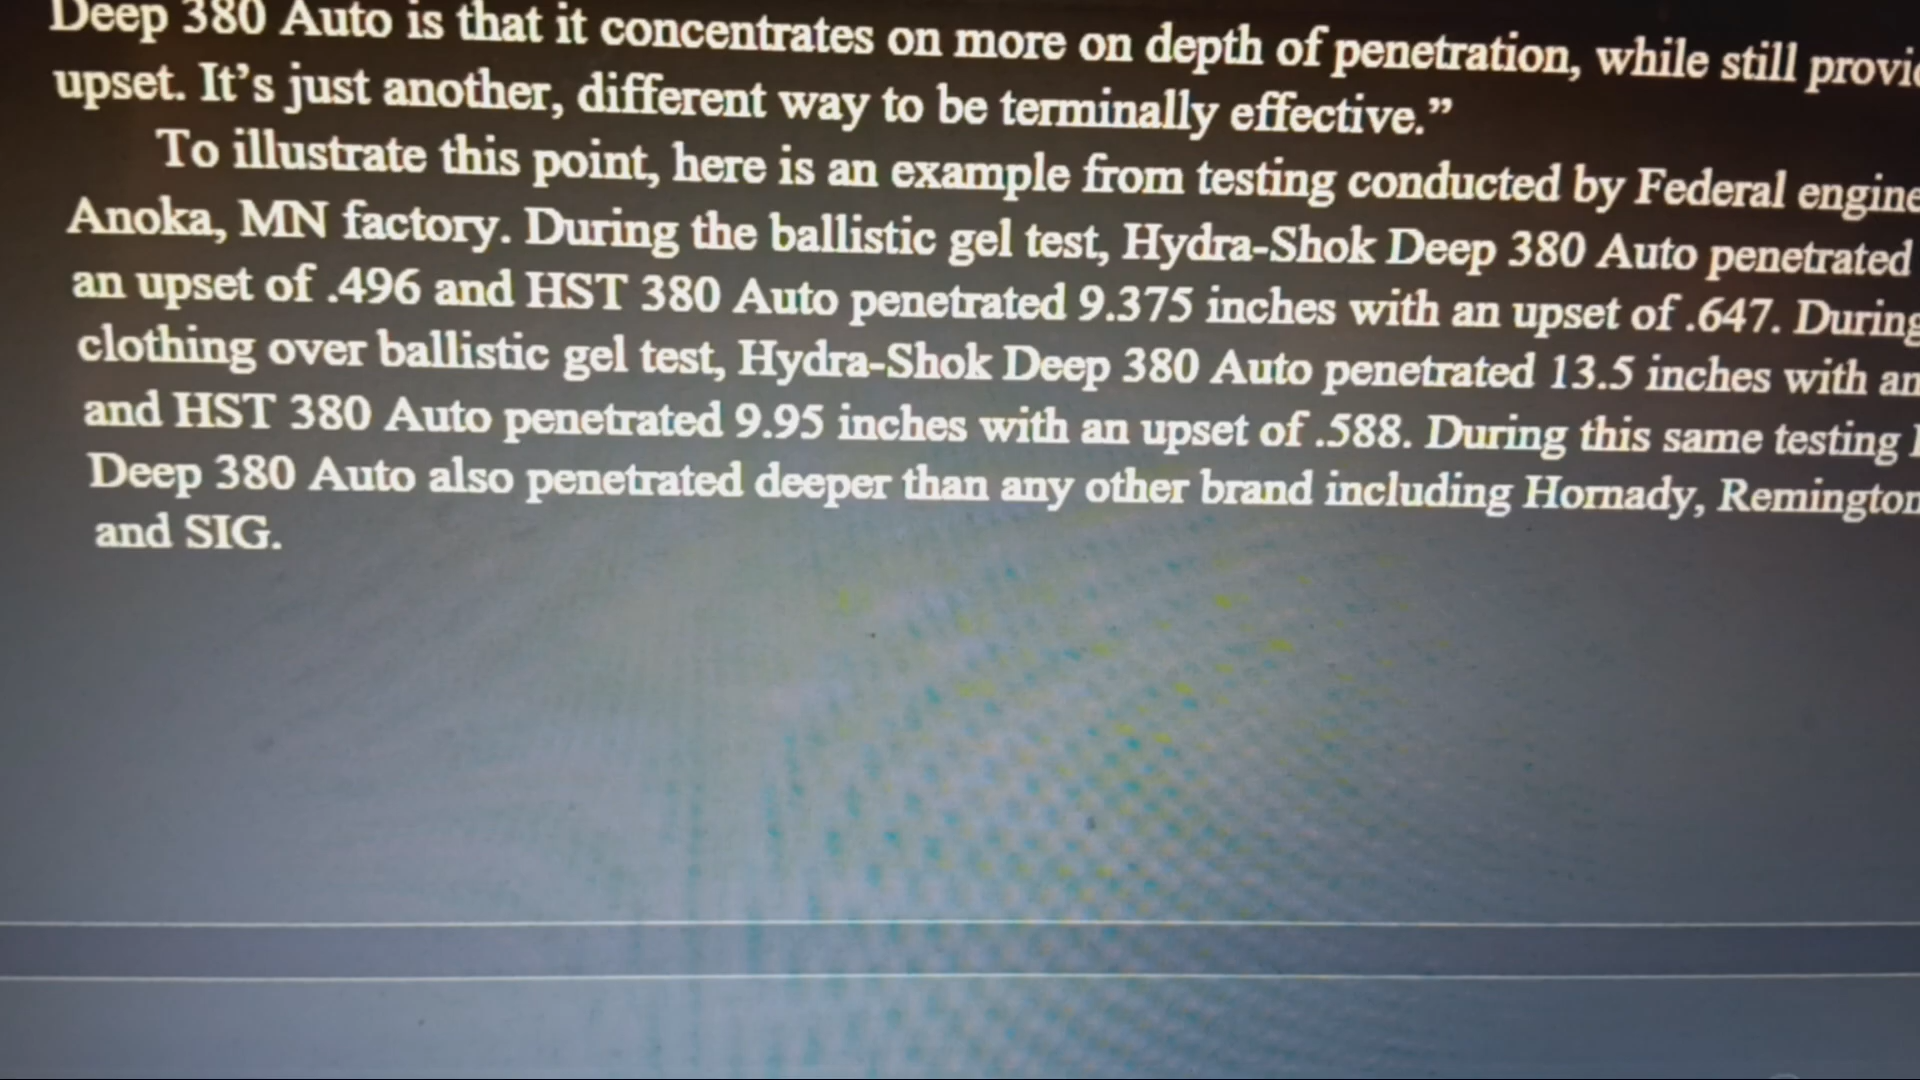 Deep 380 Auto is that it concentrates on more on depth of penetration, while still
upset. It’s just another, different way to be terminally effective.”
To illustrate this point, here is an example from testing conducted by Federal
Anoka, MN factory. During the ballistic gel test, Hydra-Shok Deep 380 Auto penetrated
an upset of .496 and HST 380 Auto penetrated 9.375 inches with an upset of .647. During
clothing over ballistic gel test, Hydra-Shok Deep 380 Auto penetrated 13.5 inches with an
and HST 380 Auto penetrated 9.95 inches with an upset of .588. During this same testing
Deep 380 Auto also penetrated deeper than any other brand including Hornady, Remington
and SIG.